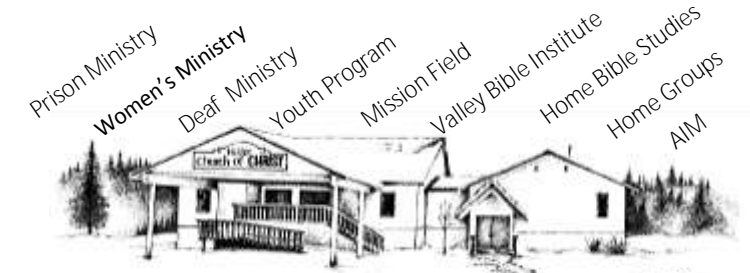 Prison Ministry
Women's Ministry
Deaf Ministry
Youth Program
Mission Field
Valley Bible Institute
Home Bible Studies
Home Groups
AIM
Church of CHRIST